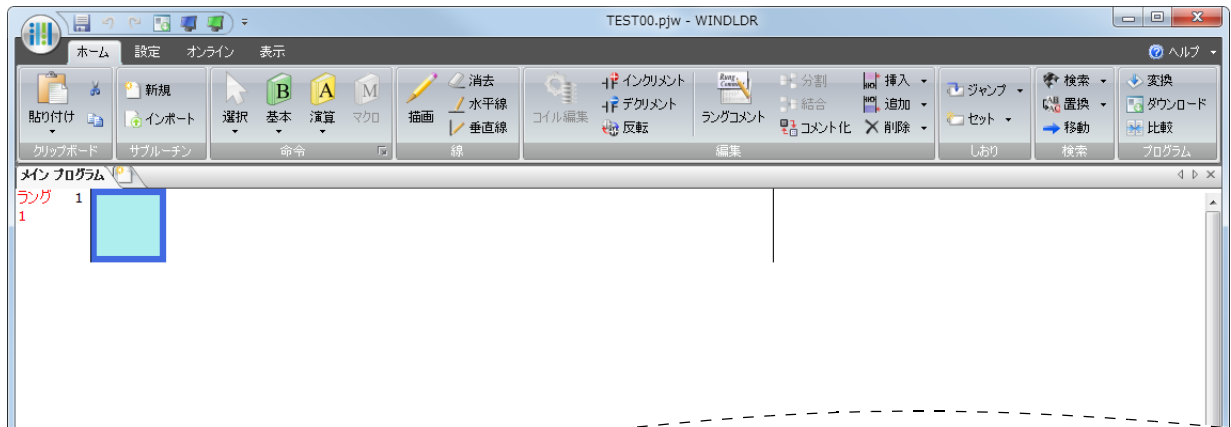 TEST00.pjw - WINDLDR
ホーム 設定 オンライン 表示 ヘルプ
貼り付け 新規 インポート 選択 B 基本 A 演算 M マクロ 描画 消去 水平線 垂直線 コイル編集 インクリメント デクリメント 反転 ラングコメント 分割 結合 コメント化 挿入 追加 削除 ジャンプ セット 検索 置換 移動 変換 ダウンロード 比較
クリップボード サブルーチン 命令 線 編集 しおり 検索 プログラム
メイン プログラム
ラング 1
1